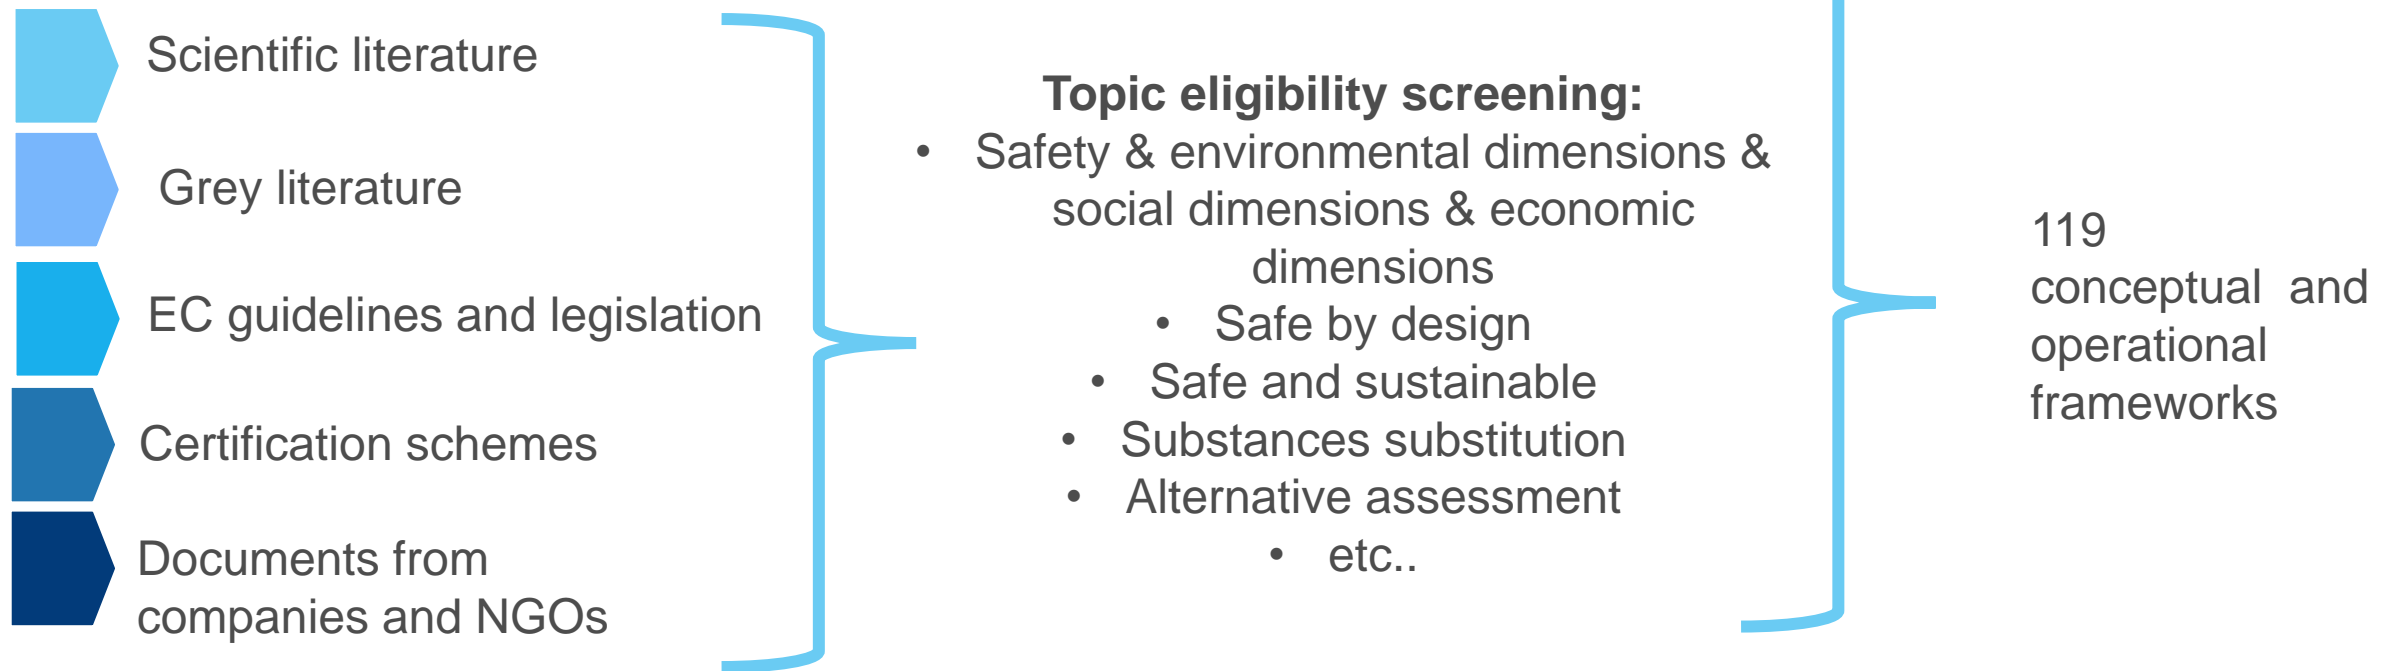 Scientific literature
Grey literature
EC guidelines and legislation
Certification schemes
Documents from
companies and NGOs
Topic eligibility screening:
• Safety & environmental dimensions &
social dimensions & economic
dimensions
• Safe by design
• Safe and sustainable
• Substances substitution
• Alternative assessment
• etc..
119
conceptual and
operational
frameworks